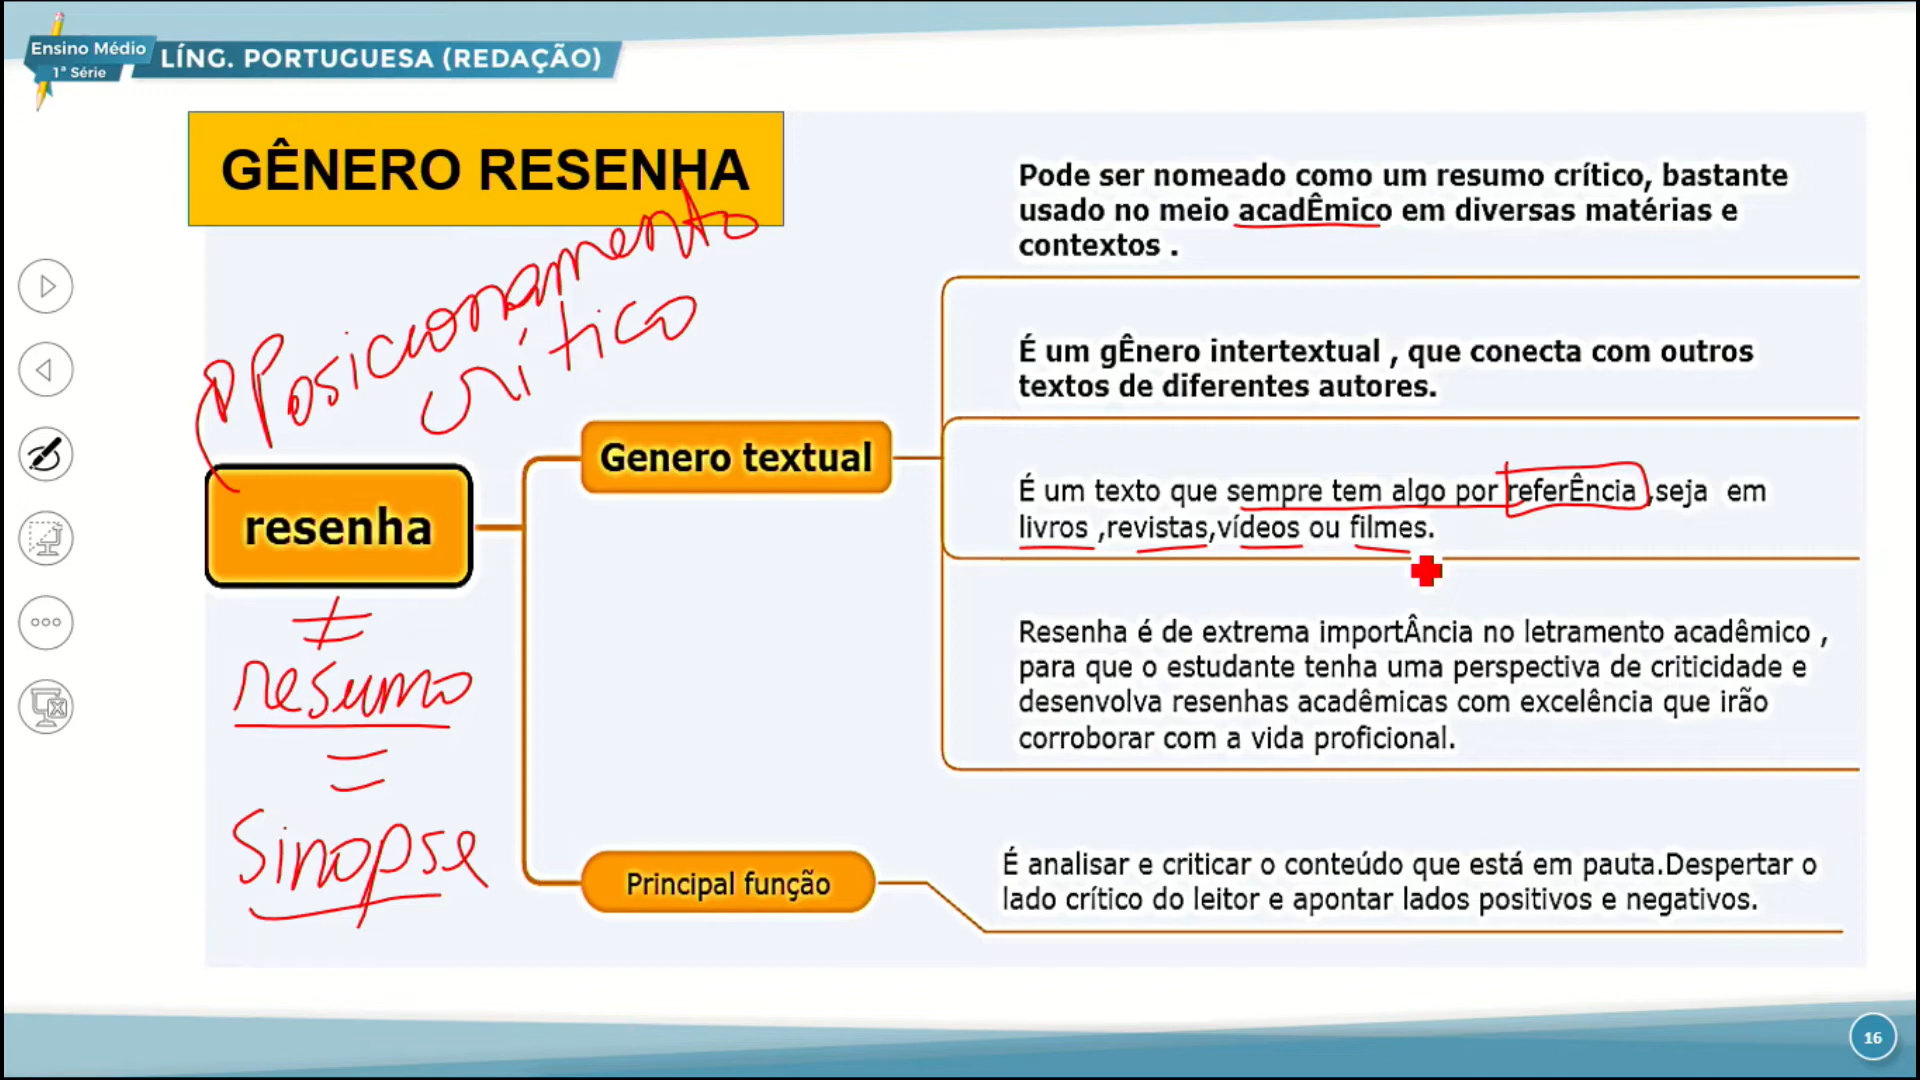 Ensino Médio
1ª Série
LÍNG. PORTUGUESA (REDAÇÃO)
GÊNERO RESENHA
Posicionamento
crítico
resenha
≠
resumo
=
Sinopse
Genero textual
Pode ser nomeado como um resumo crítico, bastante
usado no meio acadÊmico em diversas matérias e
contextos .
É um gÊnero intertextual , que conecta com outros
textos de diferentes autores.
É um texto que sempre tem algo por referÊncia ,seja em
livros ,revistas,vídeos ou filmes.
Resenha é de extrema importÂncia no letramento acadêmico ,
para que o estudante tenha uma perspectiva de criticidade e
desenvolva resenhas acadêmicas com excelência que irão
corroborar com a vida proficional.
Principal função
É analisar e criticar o conteúdo que está em pauta.Despertar o
lado crítico do leitor e apontar lados positivos e negativos.
16